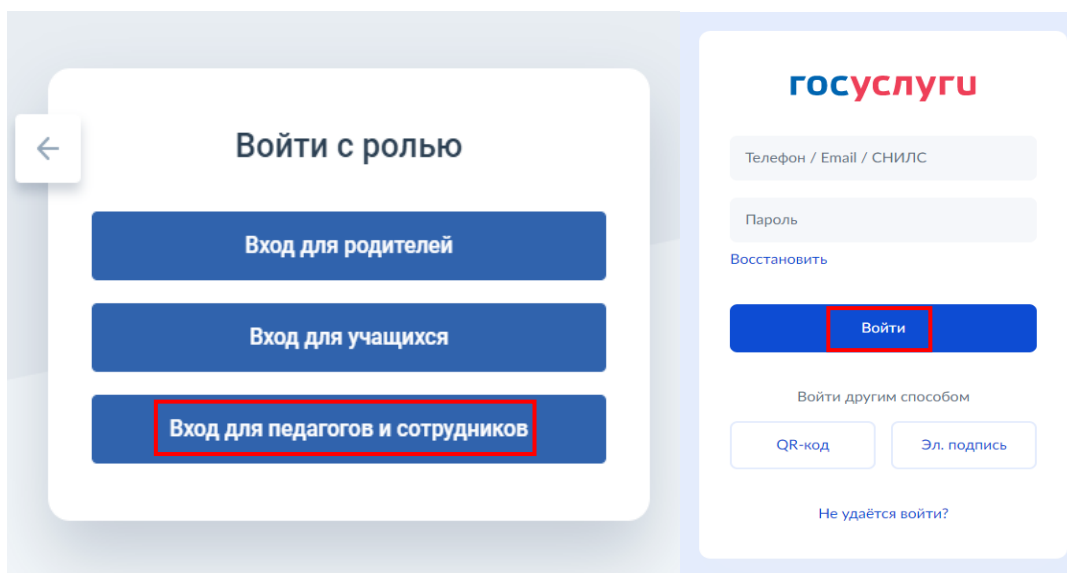 Войти с ролью
Вход для родителей
Вход для учащихся
Вход для педагогов и сотрудников
госуслуги
Телефон / Email / СНИЛС
Пароль
Восстановить
Войти
Войти другим способом
QR-код
Эл. подпись
Не удаётся войти?